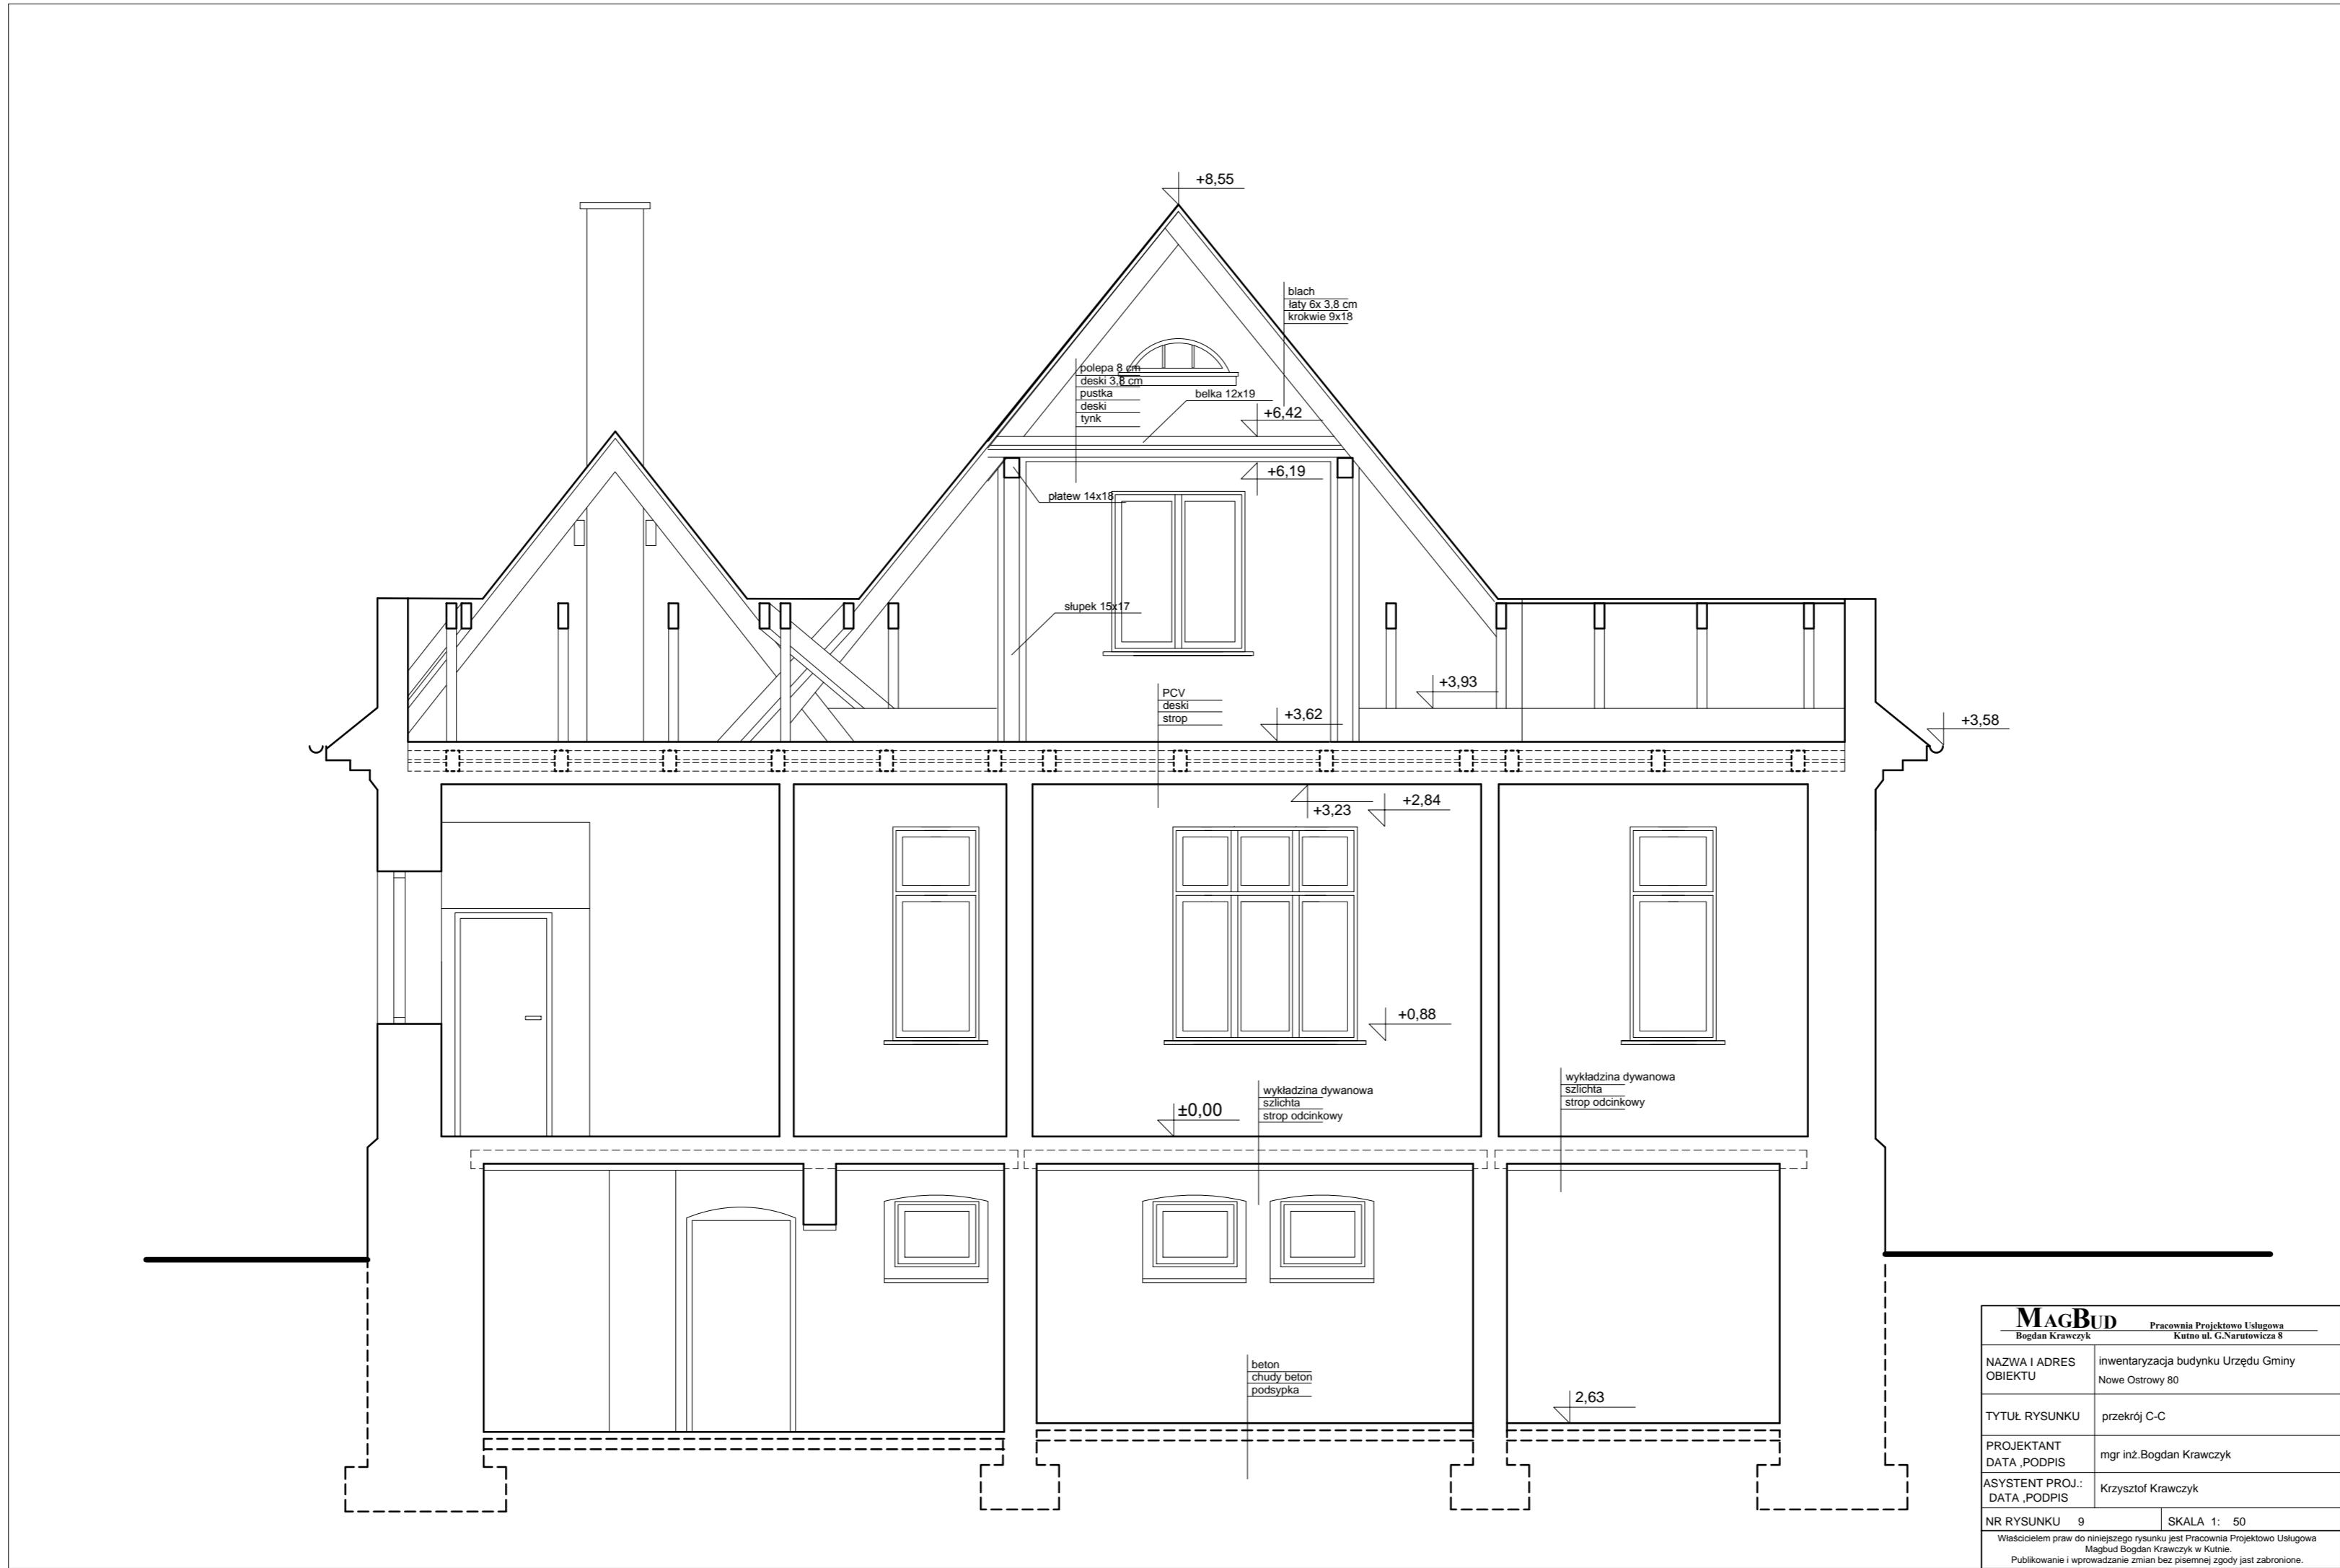 +8,55
blach
łaty 6x 3,8 cm
krokwie 9x18
polepa 8 cm
deski 3,8 cm
pustka
deski
tynk
belka 12x19
+6,42
+6,19
płatew 14x18
słupek 15x17
PCV
deski
strop
+3,93
+3,62
+3,58
+3,23
+2,84
+0,88
wykładzina dywanowa
szlichta
strop odcinkowy
wykładzina dywanowa
szlichta
strop odcinkowy
±0,00
beton
chudy beton
podsypka
2,63
MAGBUD
Bogdan Krawczyk
Pracownia Projektowo Usługowa
Kutno ul. G.Narutowicza 8
NAZWA I ADRES
OBIEKTU
inwentaryzacja budynku Urzędu Gminy
Nowe Ostrowy 80
TYTUŁ RYSUNKU
przekrój C-C
PROJEKTANT
DATA ,PODPIS
mgr inż.Bogdan Krawczyk
ASYSTENT PROJ.:
DATA ,PODPIS
Krzysztof Krawczyk
NR RYSUNKU 9
SKALA 1: 50
Właścicielem praw do niniejszego rysunku jest Pracownia Projektowo Usługowa
Magbud Bogdan Krawczyk w Kutnie.
Publikowanie i wprowadzanie zmian bez pisemnej zgody jast zabronione.